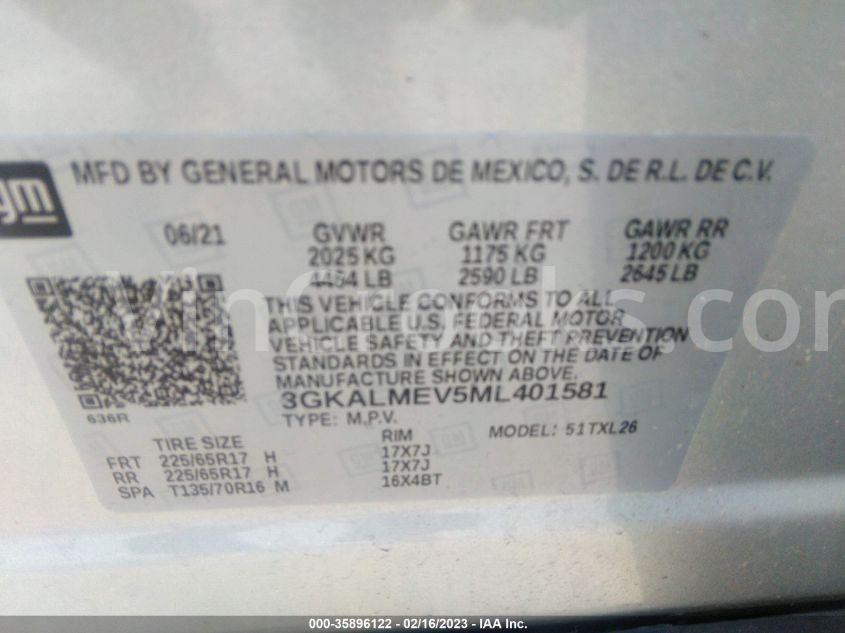 gm
MFD BY GENERAL MOTORS DE MEXICO, S. DE R.L. DE C.V.
06/21 GVWR GAWR FRT GAWR RR
2025 KG 1175 KG 1200 KG
4464 LB 2590 LB 2645 LB
THIS VEHICLE CONFORMS TO ALL
APPLICABLE U.S. FEDERAL MOTOR
VEHICLE SAFETY AND THEFT PREVENTION
STANDARDS IN EFFECT ON THE DATE OF
MANUFACTURE SHOWN ABOVE.
3GKALMEV5ML401581
636R
TYPE: M.P.V. MODEL: 51TXL26
TIRE SIZE RIM
FRT 225/65R17 H 17X7J
RR 225/65R17 H 17X7J
SPA T135/70R16 M 16X4BT
000-35896122 - 02/16/2023 - IAA Inc.